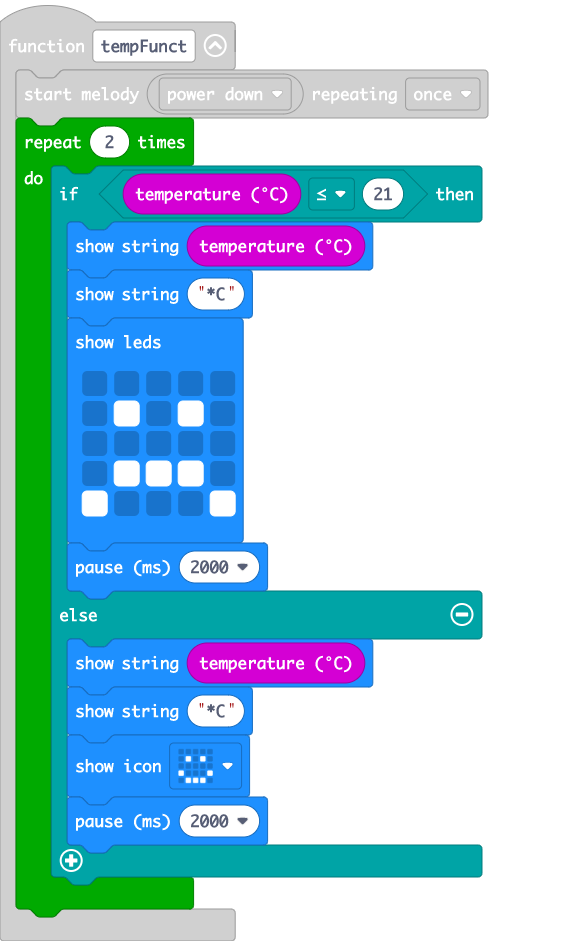 function tempFunct
start melody power down repeating once
repeat 2 times
do
if temperature (°C) ≤ 21 then
show string temperature (°C)
show string "*C"
show leds
pause (ms) 2000
else
show string temperature (°C)
show string "*C"
show icon
pause (ms) 2000